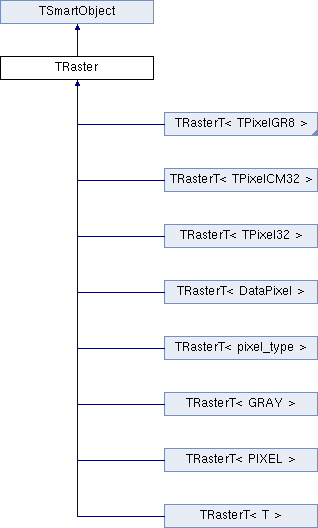 TSmartObject
TRaster
TRasterT< TPixelGR8 >
TRasterT< TPixelCM32 >
TRasterT< TPixel32 >
TRasterT< DataPixel >
TRasterT< pixel_type >
TRasterT< GRAY >
TRasterT< PIXEL >
TRasterT< T >